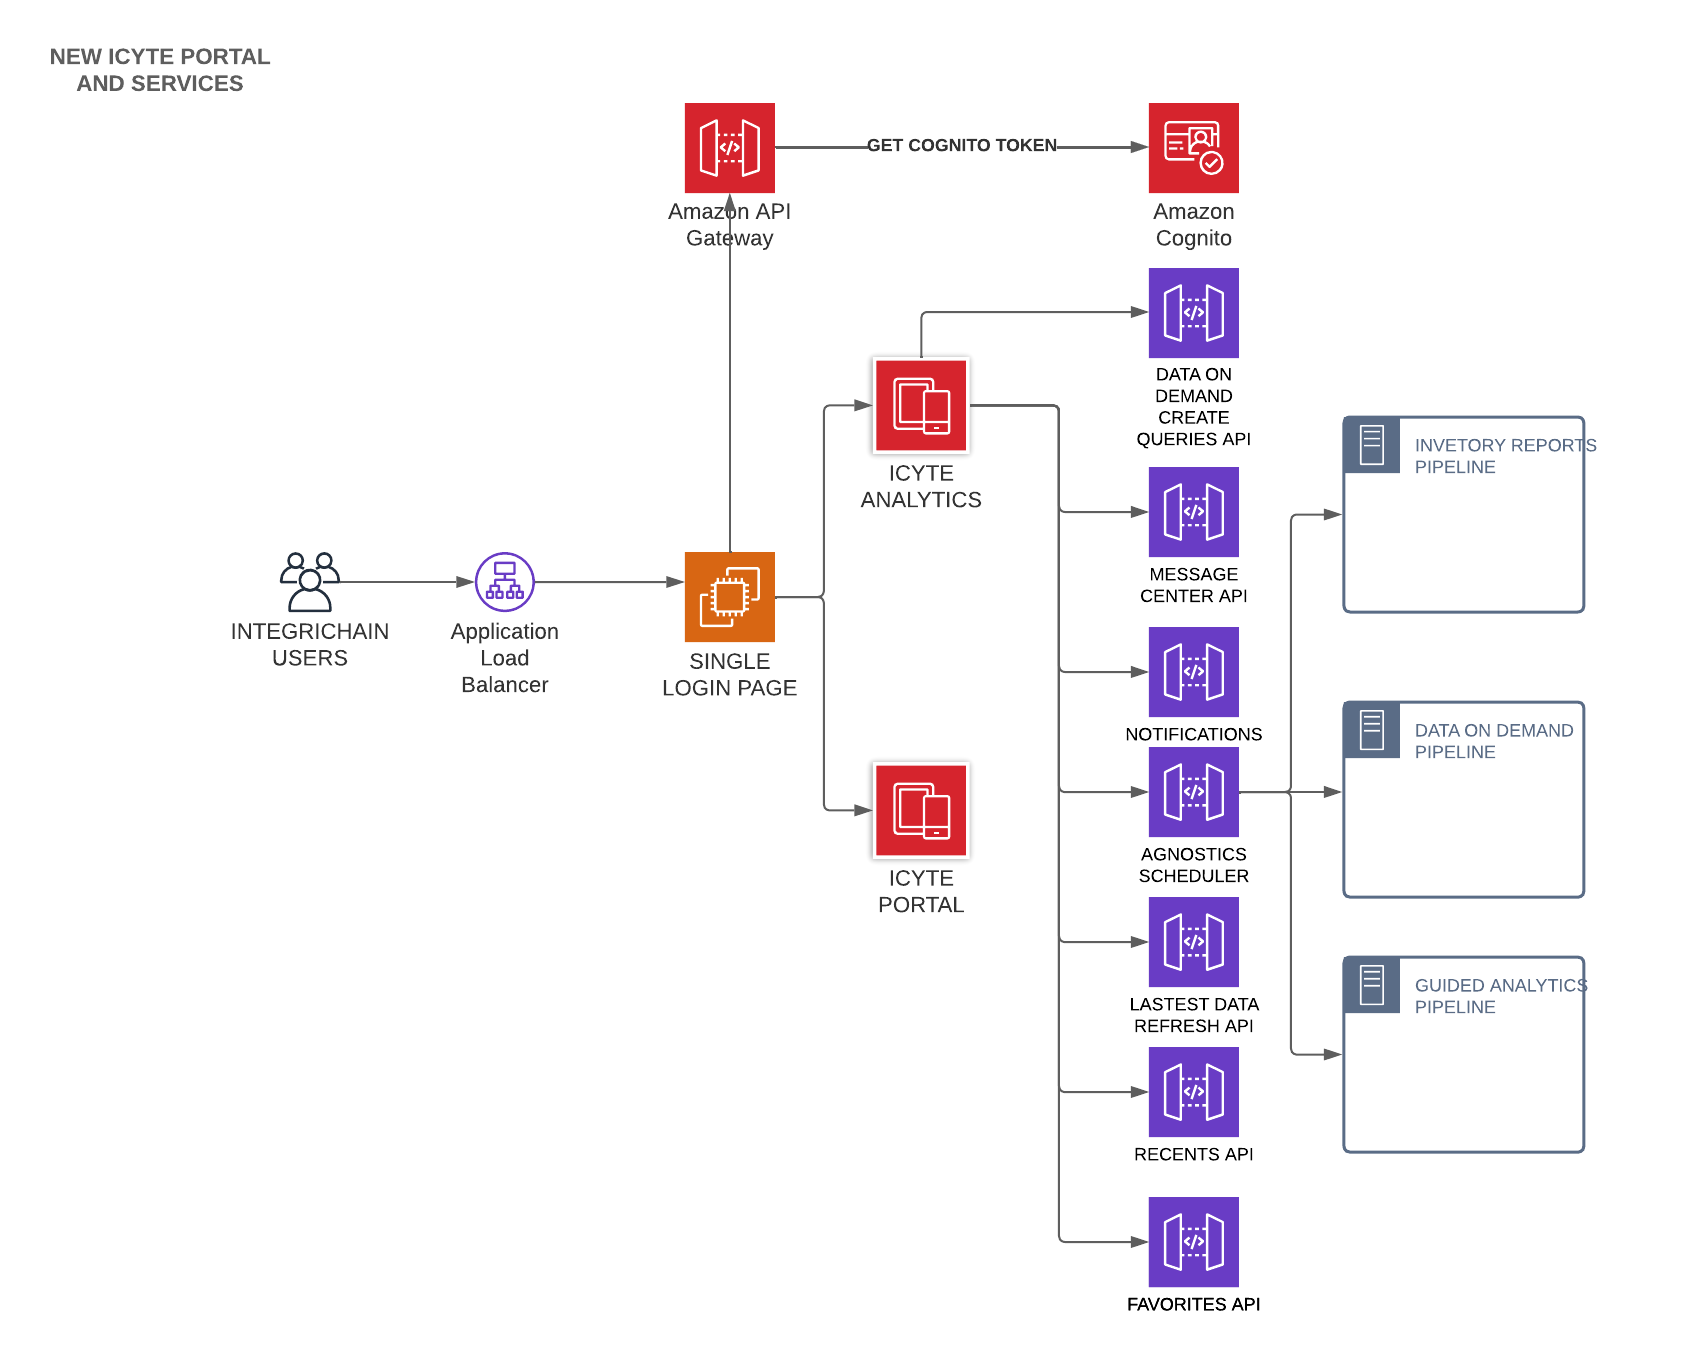 NEW ICYTE PORTAL
AND SERVICES
GET COGNITO TOKEN
Amazon API
Gateway
Amazon
Cognito
DATA ON
DEMAND
CREATE
QUERIES API
ICYTE
ANALYTICS
INVETORY REPORTS
PIPELINE
MESSAGE
CENTER API
INTEGRICHAIN
USERS
Application
Load
Balancer
SINGLE
LOGIN PAGE
NOTIFICATIONS
DATA ON DEMAND
PIPELINE
AGNOSTICS
SCHEDULER
ICYTE
PORTAL
LASTEST DATA
REFRESH API
GUIDED ANALYTICS
PIPELINE
RECENTS API
FAVORITES API